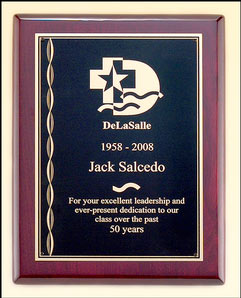 DeLaSalle
1958 - 2008
Jack Salcedo
For your excellent leadership and
ever-present dedication to our
class over the past
50 years